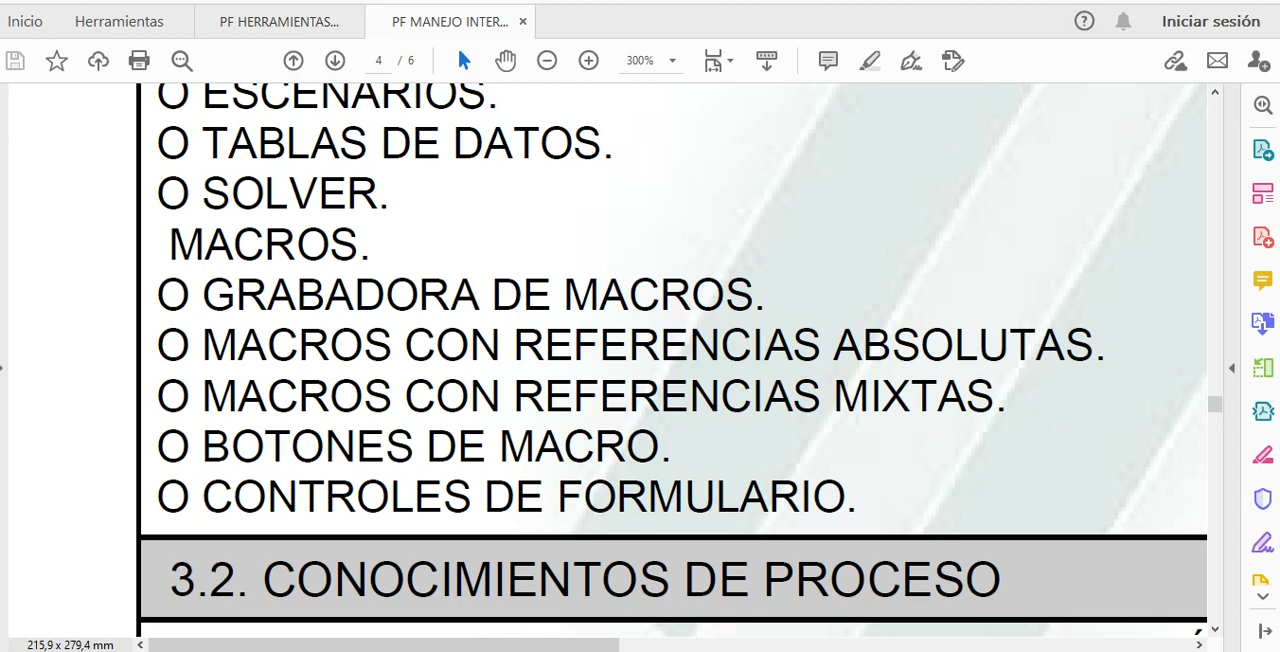 Inicio Herramientas PF HERRAMIENTAS... PF MANEJO INTER... × Iniciar sesión
4 / 6 300%
O ESCENARIOS.
O TABLAS DE DATOS.
O SOLVER.
MACROS.
O GRABADORA DE MACROS.
O MACROS CON REFERENCIAS ABSOLUTAS.
O MACROS CON REFERENCIAS MIXTAS.
O BOTONES DE MACRO.
O CONTROLES DE FORMULARIO.
3.2. CONOCIMIENTOS DE PROCESO
215,9 x 279,4 mm